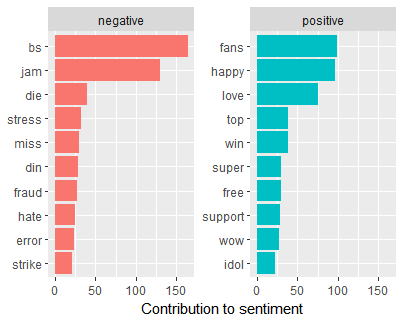 negative
bs
jam
die
stress
miss
din
fraud
hate
error
strike
0 50 100 150
positive
fans
happy
love
top
win
super
free
support
wow
idol
0 50 100 150
Contribution to sentiment